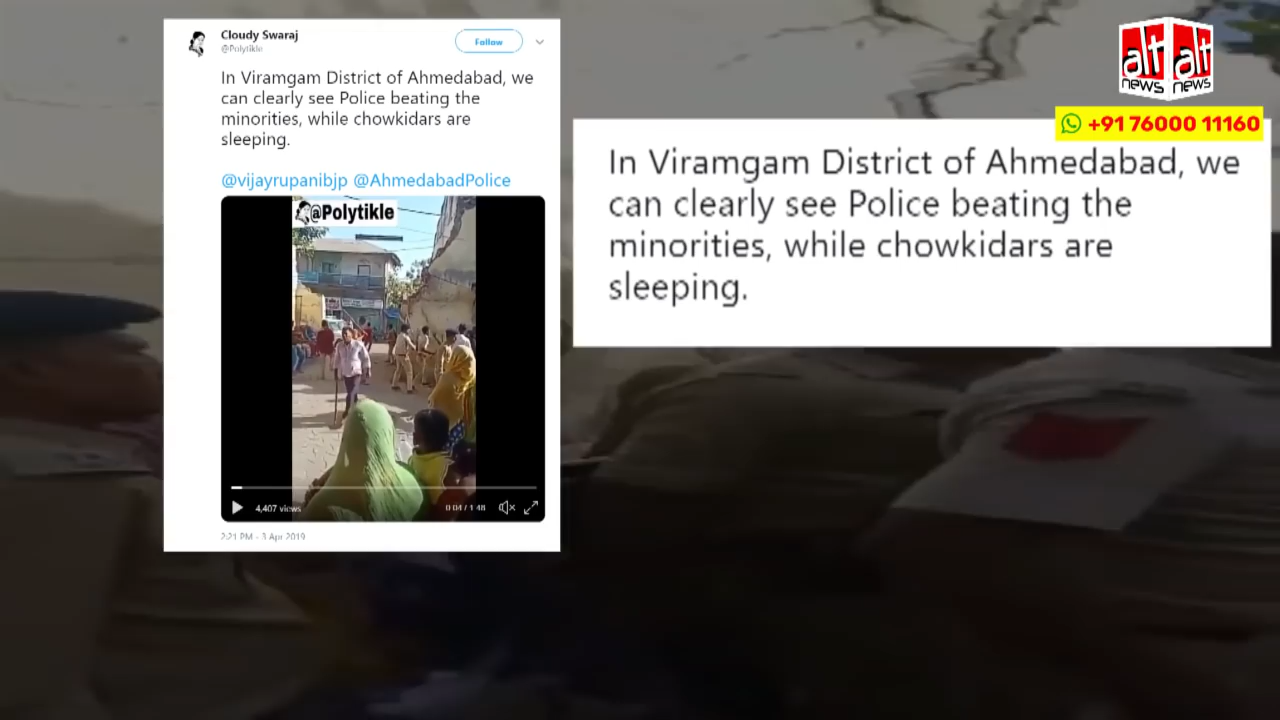 Cloudy Swaraj
@Polytikle
Follow
In Viramgam District of Ahmedabad, we
can clearly see Police beating the
minorities, while chowkidars are
sleeping.
@vijayrupanibjp @AhmedabadPolice
@Polytikle
4,407 views
0:04 / 1:48
2:21 PM - 3 Apr 2019
alt news
alt news
+91 76000 11160
In Viramgam District of Ahmedabad, we
can clearly see Police beating the
minorities, while chowkidars are
sleeping.